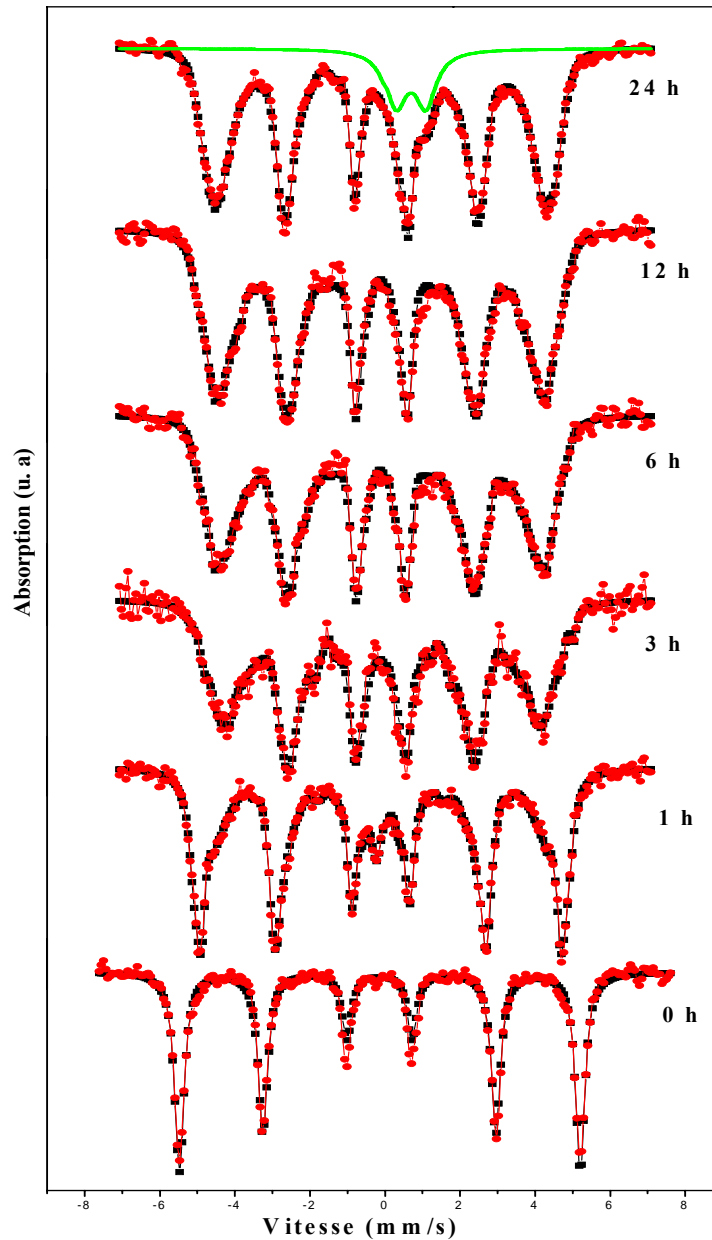 24 h
12 h
6 h
3 h
1 h
0 h
Absorption (u. a)
-8 -6 -4 -2 0 2 4 6 8
Vitesse (mm/s)